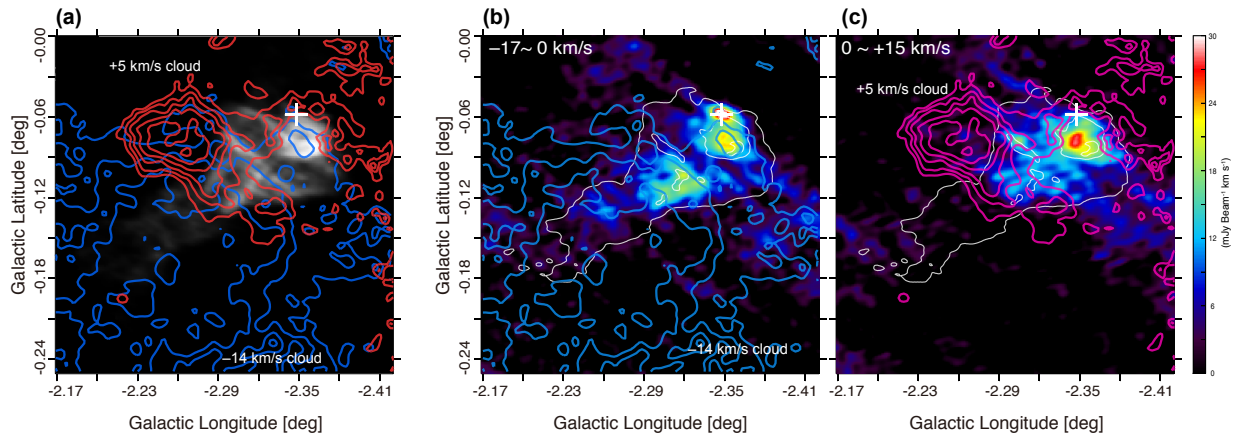 (a)
(b)
(c)
+5 km/s cloud
–14 km/s cloud
–17~ 0 km/s
–14 km/s cloud
0 ~ +15 km/s
+5 km/s cloud
Galactic Latitude [deg]
-0.00
-0.06
-0.12
-0.18
-0.24
-2.17
-2.23
-2.29
-2.35
-2.41
Galactic Longitude [deg]
Galactic Latitude [deg]
-0.00
-0.06
-0.12
-0.18
-0.24
-2.17
-2.23
-2.29
-2.35
-2.41
Galactic Longitude [deg]
-2.17
-2.23
-2.29
-2.35
-2.41
Galactic Longitude [deg]
30
24
18
12
6
0
(mJy Beam⁻¹ km s⁻¹)